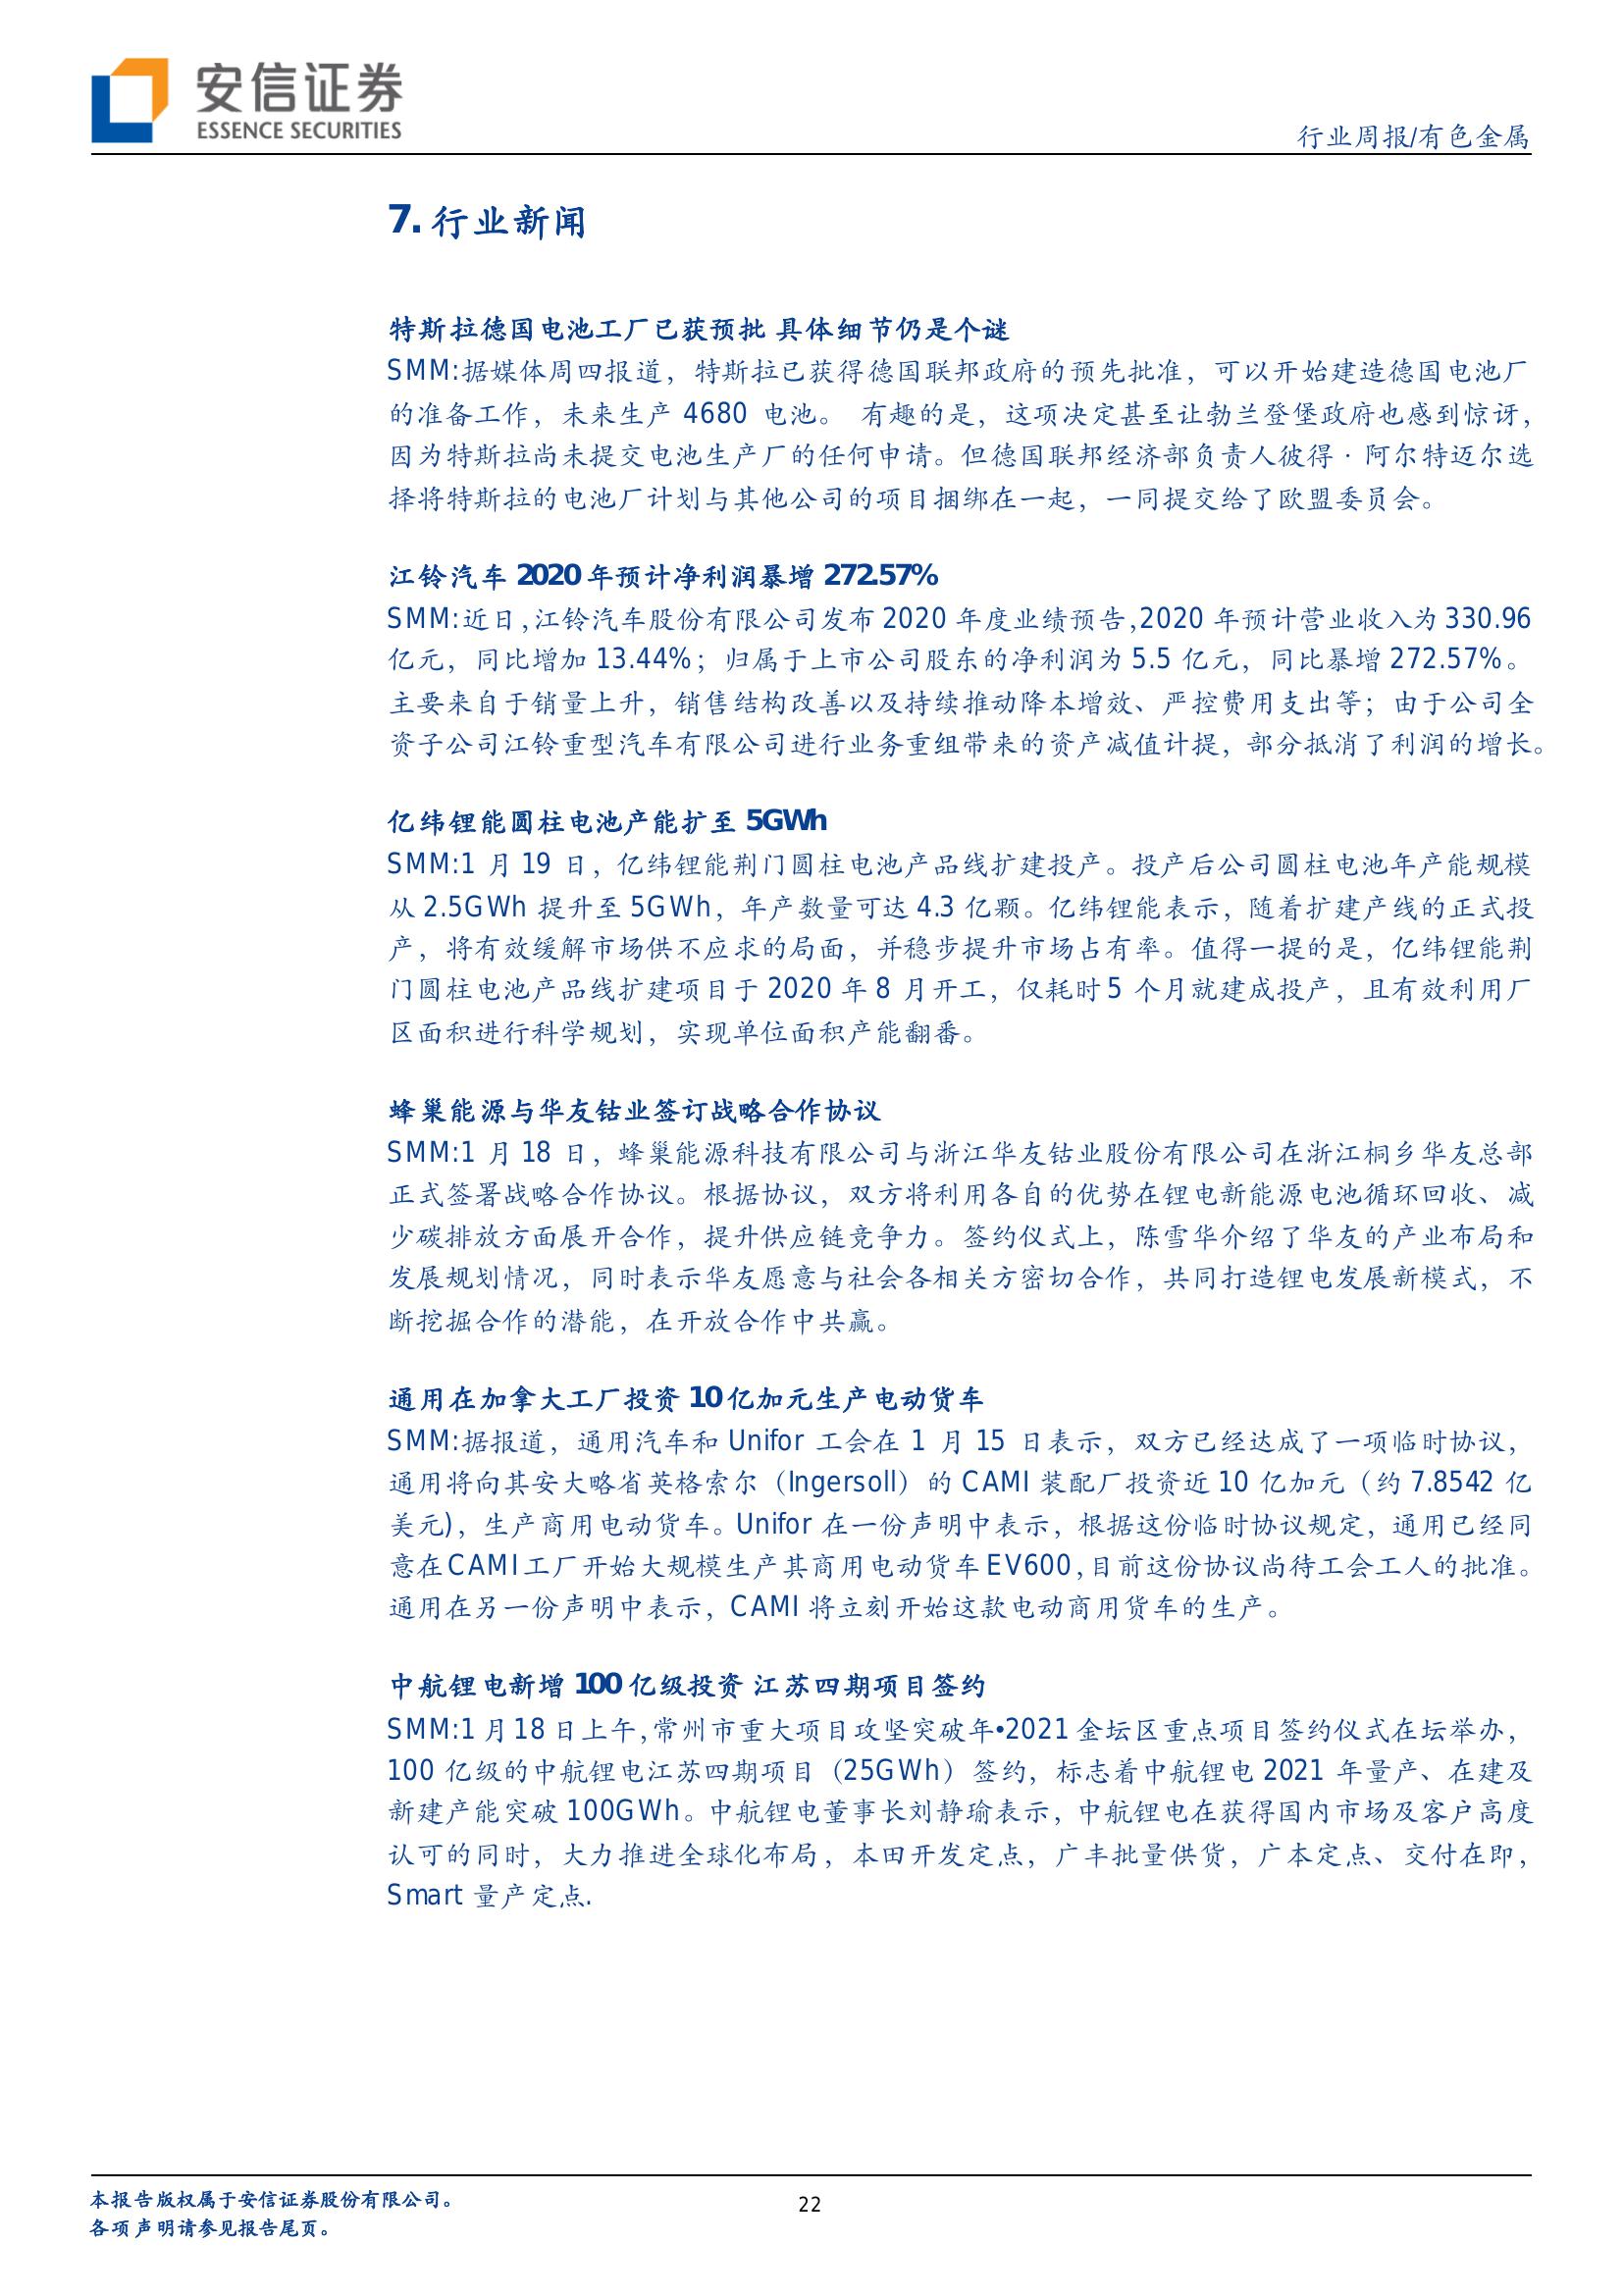 安信证券
ESSENCE SECURITIES
行业周报/有色金属
7. 行业新闻
特斯拉德国电池工厂已获预批 具体细节仍是个谜
SMM:据媒体周四报道，特斯拉已获得德国联邦政府的预先批准，可以开始建造德国电池厂
的准备工作，未来生产 4680 电池。 有趣的是，这项决定甚至让勃兰登堡政府也感到惊讶，
因为特斯拉尚未提交电池生产厂的任何申请。但德国联邦经济部负责人彼得·阿尔特迈尔选
择将特斯拉的电池厂计划与其他公司的项目捆绑在一起，一同提交给了欧盟委员会。
江铃汽车 2020 年预计净利润暴增 272.57%
SMM:近日,江铃汽车股份有限公司发布 2020 年度业绩预告,2020 年预计营业收入为 330.96
亿元，同比增加 13.44%；归属于上市公司股东的净利润为 5.5 亿元，同比暴增 272.57%。
主要来自于销量上升，销售结构改善以及持续推动降本增效、严控费用支出等；由于公司全
资子公司江铃重型汽车有限公司进行业务重组带来的资产减值计提，部分抵消了利润的增长。
亿纬锂能圆柱电池产能扩至 5GWh
SMM:1 月 19 日，亿纬锂能荆门圆柱电池产品线扩建投产。投产后公司圆柱电池年产能规模
从 2.5GWh 提升至 5GWh，年产数量可达 4.3 亿颗。亿纬锂能表示，随着扩建产线的正式投
产，将有效缓解市场供不应求的局面，并稳步提升市场占有率。值得一提的是，亿纬锂能荆
门圆柱电池产品线扩建项目于 2020 年 8 月开工，仅耗时 5 个月就建成投产，且有效利用厂
区面积进行科学规划，实现单位面积产能翻番。
蜂巢能源与华友钴业签订战略合作协议
SMM:1 月 18 日，蜂巢能源科技有限公司与浙江华友钴业股份有限公司在浙江桐乡华友总部
正式签署战略合作协议。根据协议，双方将利用各自的优势在锂电新能源电池循环回收、减
少碳排放方面展开合作，提升供应链竞争力。签约仪式上，陈雪华介绍了华友的产业布局和
发展规划情况，同时表示华友愿意与社会各相关方密切合作，共同打造锂电发展新模式，不
断挖掘合作的潜能，在开放合作中共赢。
通用在加拿大工厂投资 10 亿加元生产电动货车
SMM:据报道，通用汽车和 Unifor 工会在 1 月 15 日表示，双方已经达成了一项临时协议，
通用将向其安大略省英格索尔（Ingersoll）的 CAMI 装配厂投资近 10 亿加元（约 7.8542 亿
美元)，生产商用电动货车。Unifor 在一份声明中表示，根据这份临时协议规定，通用已经同
意在 CAMI 工厂开始大规模生产其商用电动货车 EV600,目前这份协议尚待工会工人的批准。
通用在另一份声明中表示，CAMI 将立刻开始这款电动商用货车的生产。
中航锂电新增 100 亿级投资 江苏四期项目签约
SMM:1 月 18 日上午,常州市重大项目攻坚突破年•2021 金坛区重点项目签约仪式在坛举办，
100 亿级的中航锂电江苏四期项目（25GWh）签约，标志着中航锂电 2021 年量产、在建及
新建产能突破 100GWh。中航锂电董事长刘静瑜表示，中航锂电在获得国内市场及客户高度
认可的同时，大力推进全球化布局，本田开发定点，广丰批量供货，广本定点、交付在即，
Smart 量产定点.
本报告版权属于安信证券股份有限公司。
22
各项声明请参见报告尾页。